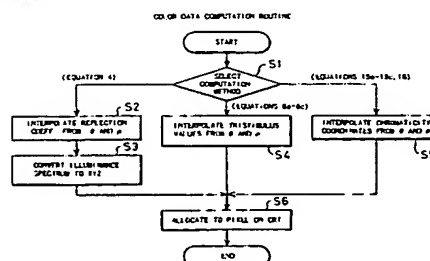 COLOR DATA COMPUTATION ROUTINE
START
S1
SELECT
COMPUTATION
METHOD
(EQUATION 4)
(EQUATIONS 15a-15c, 16)
(EQUATIONS 6a-6c)
S2
INTERPOLATE REFLECTION
COEFF FROM θ AND ρ
INTERPOLATE TRISTIMULUS
VALUES FROM θ AND ρ
INTERPOLATE CHROMATICITY
COORDINATES FROM θ AND ρ
S3
S4
CONVERT ILLUMINANCE
SPECTRUM TO XYZ
S6
ALLOCATE TO PIXEL ON CRT
END